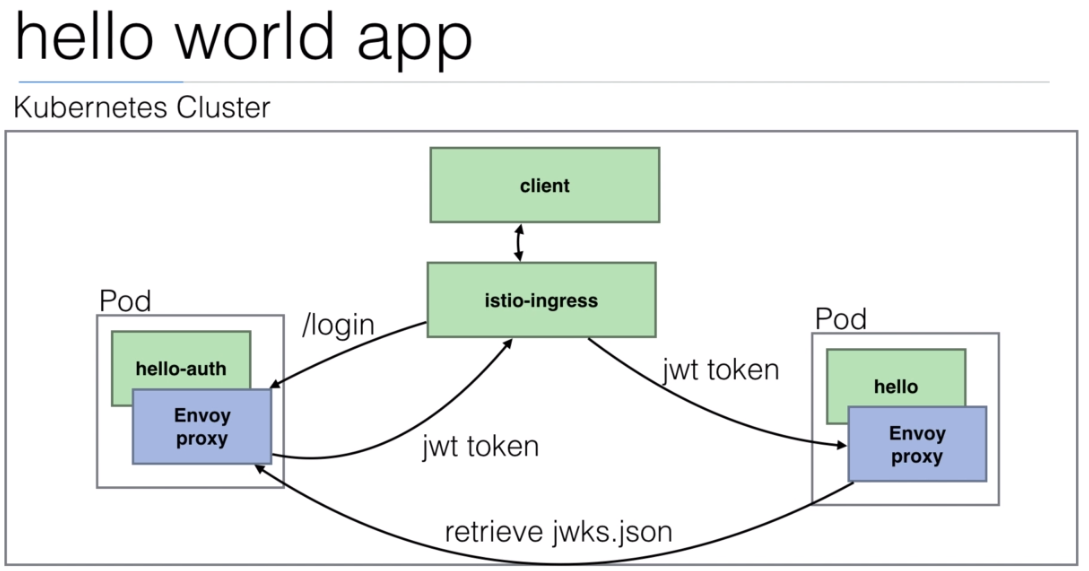 hello world app
Kubernetes Cluster
client
istio-ingress
Pod
/login
hello-auth
Envoy
proxy
jwt token
jwt token
Pod
hello
Envoy
proxy
retrieve jwks.json